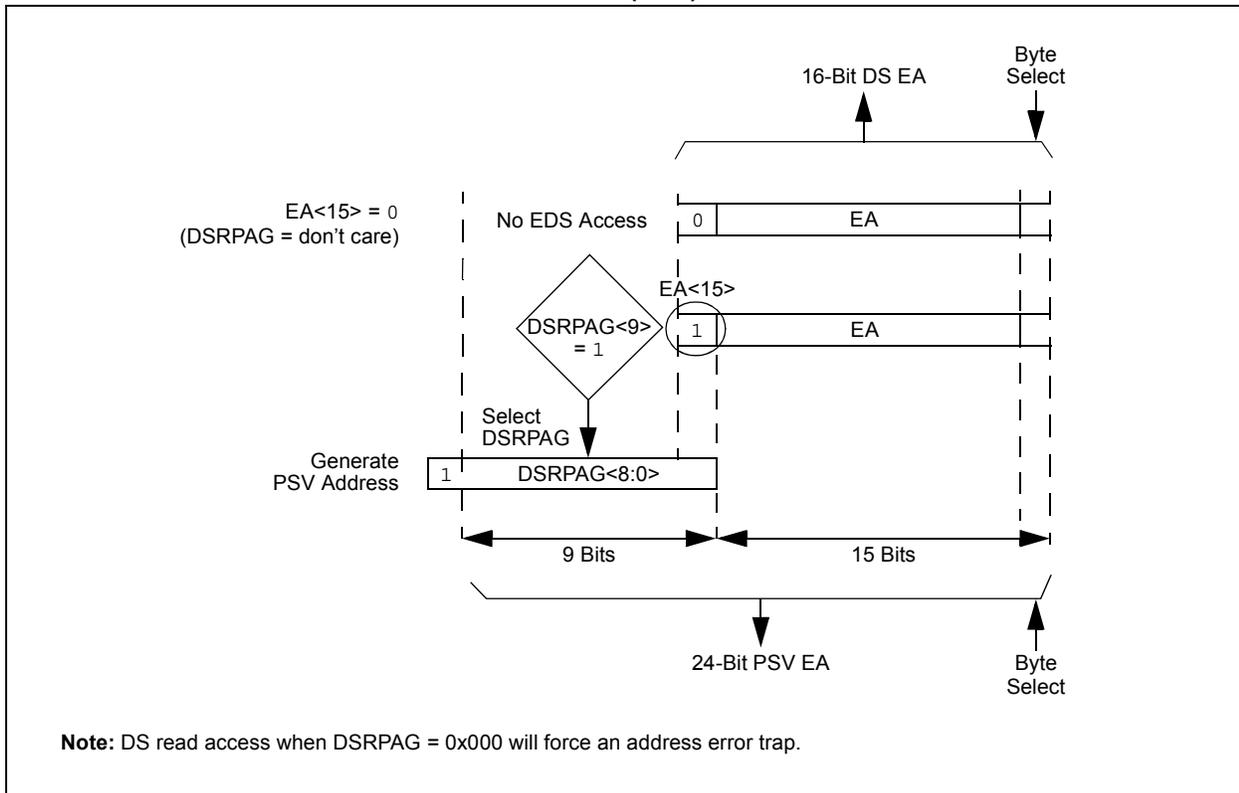 16-Bit DS EA
Byte
Select
EA<15> = 0
(DSRPAG = don't care)
No EDS Access
0
EA
EA<15>
DSRPAG<9>
= 1
1
EA
Select
DSRPAG
Generate
PSV Address
1
DSRPAG<8:0>
9 Bits
15 Bits
24-Bit PSV EA
Byte
Select
Note: DS read access when DSRPAG = 0x000 will force an address error trap.